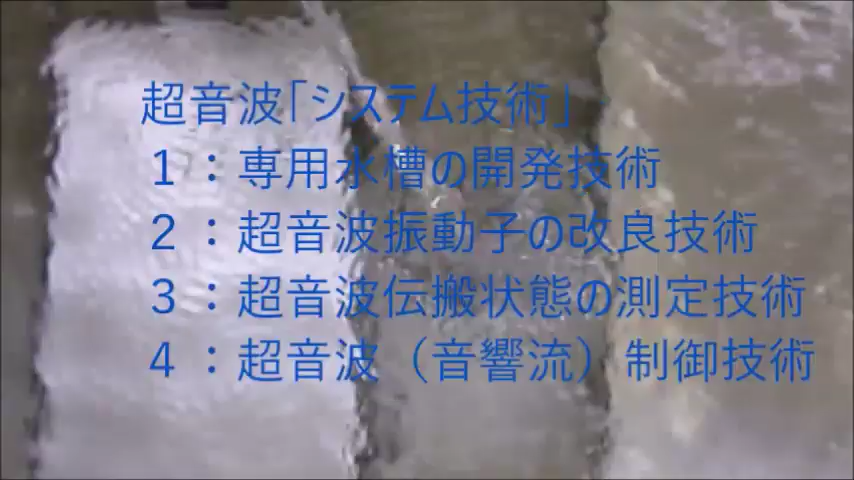 超音波「システム技術」
1：専用水槽の開発技術
2：超音波振動子の改良技術
3：超音波伝搬状態の測定技術
4：超音波（音響流）制御技術